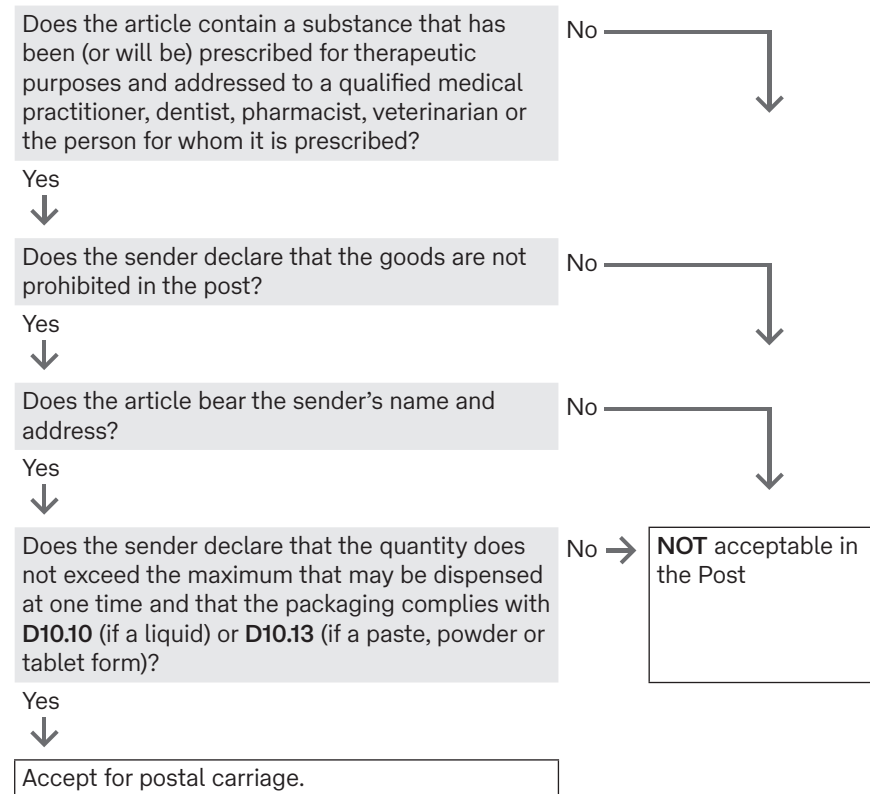 Does the article contain a substance that has
been (or will be) prescribed for therapeutic
purposes and addressed to a qualified medical
practitioner, dentist, pharmacist, veterinarian or
the person for whom it is prescribed?
No
Yes
Does the sender declare that the goods are not
prohibited in the post?
No
Yes
Does the article bear the sender’s name and
address?
No
Yes
Does the sender declare that the quantity does
not exceed the maximum that may be dispensed
at one time and that the packaging complies with
D10.10 (if a liquid) or D10.13 (if a paste, powder or
tablet form)?
No
NOT acceptable in
the Post
Yes
Accept for postal carriage.